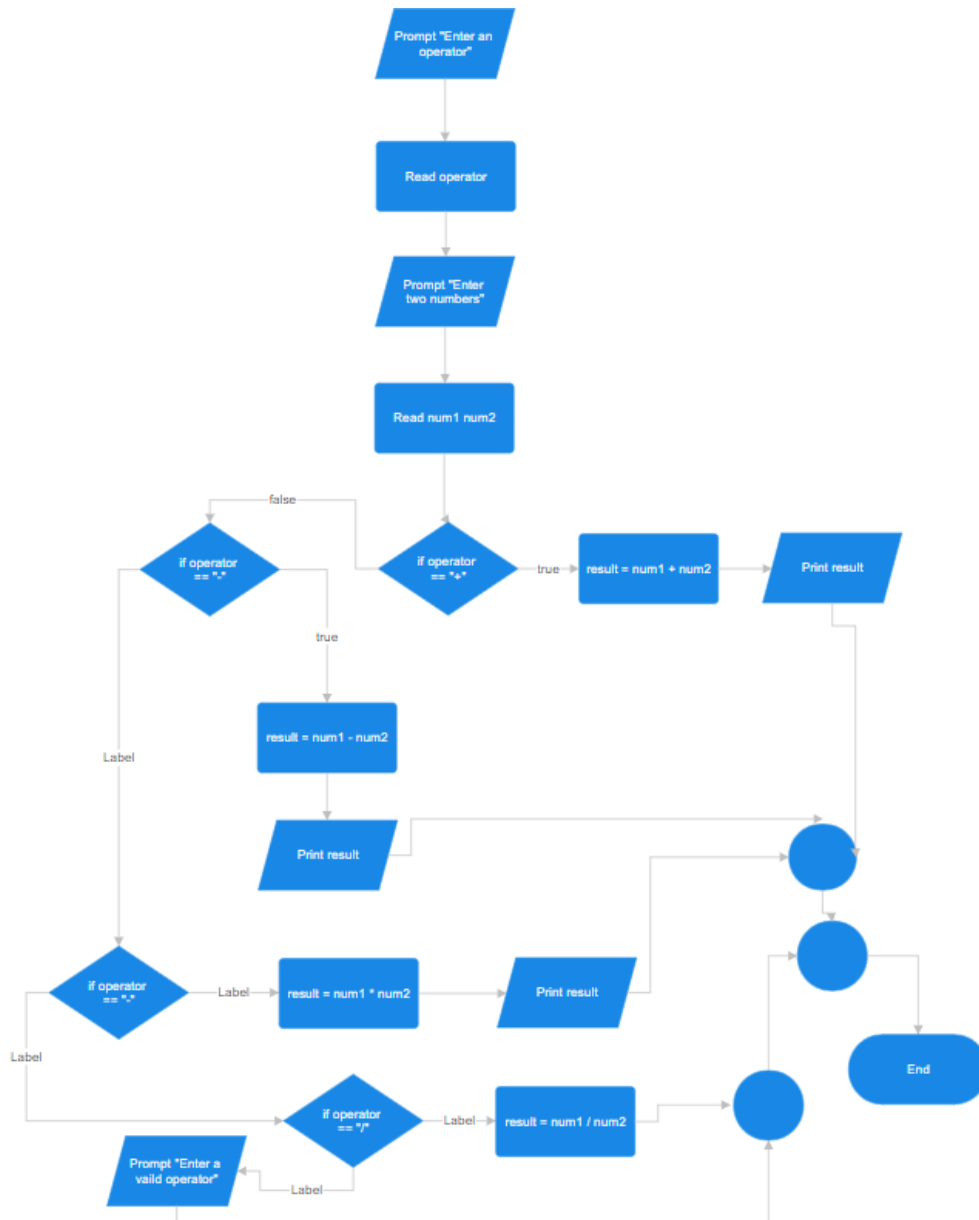 Prompt "Enter an
operator"
Read operator
Prompt "Enter
two numbers"
Read num1 num2
false
if operator
== "-"
if operator
== "+"
true
result = num1 + num2
Print result
true
result = num1 - num2
Label
Print result
if operator
== "-"
Label
result = num1 * num2
Print result
Label
End
if operator
== "/"
Label
result = num1 / num2
Prompt "Enter a
vaild operator"
Label